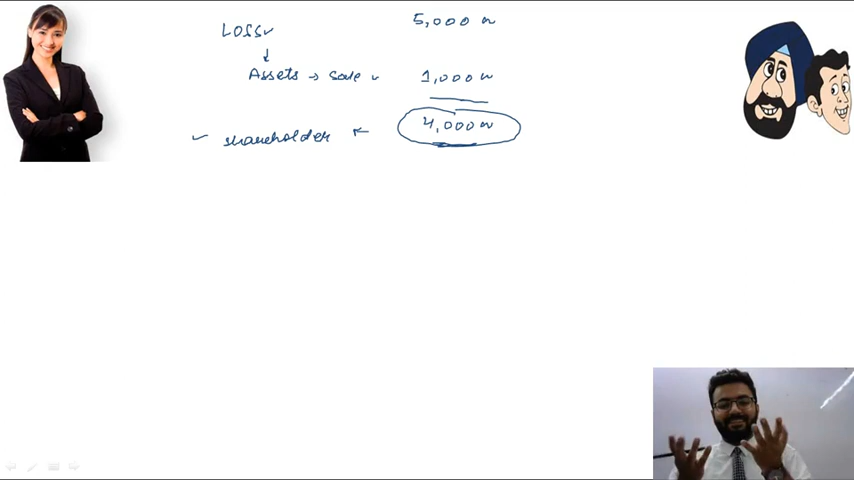 LOSS 5,000 cr
Assets → Sale 1,000 cr
shareholder ← 4,000 cr